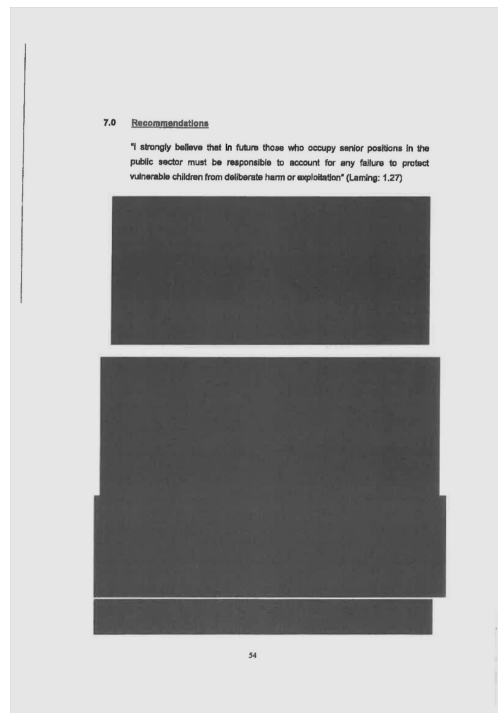 7.0 Recommendations
"I strongly believe that in future those who occupy senior positions in the
public sector must be responsible to account for any failure to protect
vulnerable children from deliberate harm or exploitation" (Laming: 1.27)
54